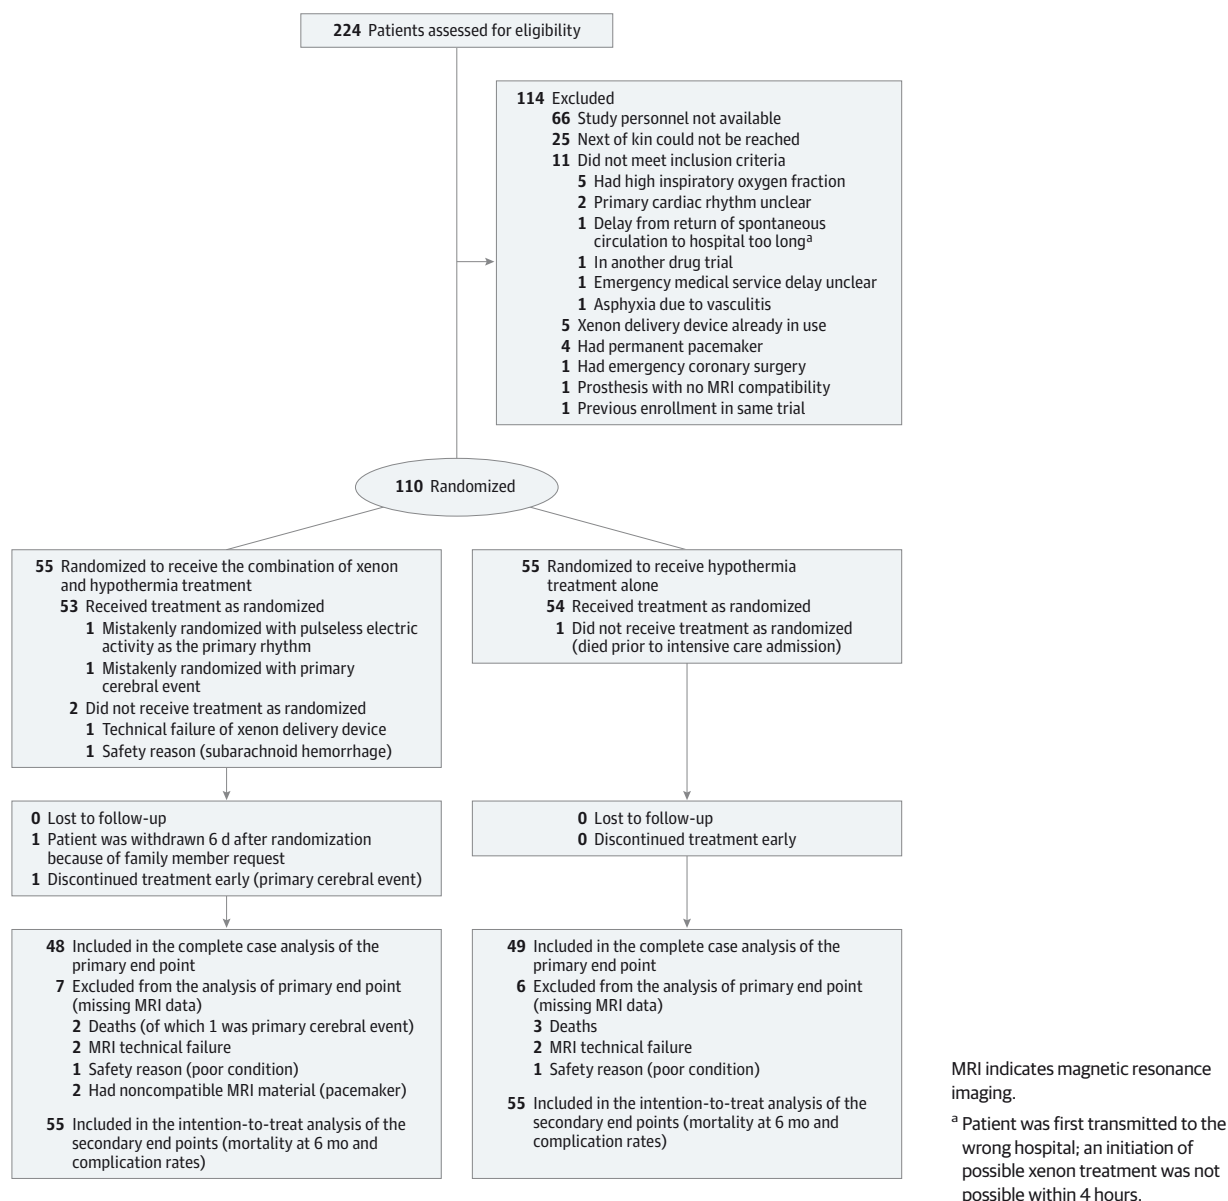 224 Patients assessed for eligibility
114 Excluded
66 Study personnel not available
25 Next of kin could not be reached
11 Did not meet inclusion criteria
5 Had high inspiratory oxygen fraction
2 Primary cardiac rhythm unclear
1 Delay from return of spontaneous
circulation to hospital too longa
1 In another drug trial
1 Emergency medical service delay unclear
1 Asphyxia due to vasculitis
5 Xenon delivery device already in use
4 Had permanent pacemaker
1 Had emergency coronary surgery
1 Prosthesis with no MRI compatibility
1 Previous enrollment in same trial
110 Randomized
55 Randomized to receive the combination of xenon
and hypothermia treatment
53 Received treatment as randomized
1 Mistakenly randomized with pulseless electric
activity as the primary rhythm
1 Mistakenly randomized with primary
cerebral event
2 Did not receive treatment as randomized
1 Technical failure of xenon delivery device
1 Safety reason (subarachnoid hemorrhage)
55 Randomized to receive hypothermia
treatment alone
54 Received treatment as randomized
1 Did not receive treatment as randomized
(died prior to intensive care admission)
0 Lost to follow-up
1 Patient was withdrawn 6 d after randomization
because of family member request
1 Discontinued treatment early (primary cerebral event)
0 Lost to follow-up
0 Discontinued treatment early
48 Included in the complete case analysis of the
primary end point
7 Excluded from the analysis of primary end point
(missing MRI data)
2 Deaths (of which 1 was primary cerebral event)
2 MRI technical failure
1 Safety reason (poor condition)
2 Had noncompatible MRI material (pacemaker)
55 Included in the intention-to-treat analysis of the
secondary end points (mortality at 6 mo and
complication rates)
49 Included in the complete case analysis of the
primary end point
6 Excluded from the analysis of primary end point
(missing MRI data)
3 Deaths
2 MRI technical failure
1 Safety reason (poor condition)
55 Included in the intention-to-treat analysis of the
secondary end points (mortality at 6 mo and
complication rates)
MRI indicates magnetic resonance
imaging.
a Patient was first transmitted to the
wrong hospital; an initiation of
possible xenon treatment was not
possible within 4 hours.